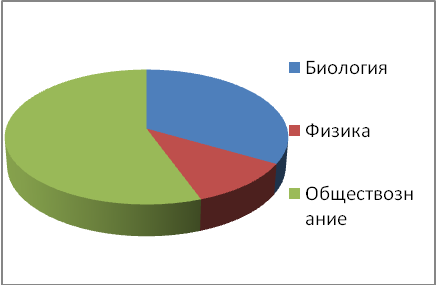 Биология
Физика
Обществозн
ание